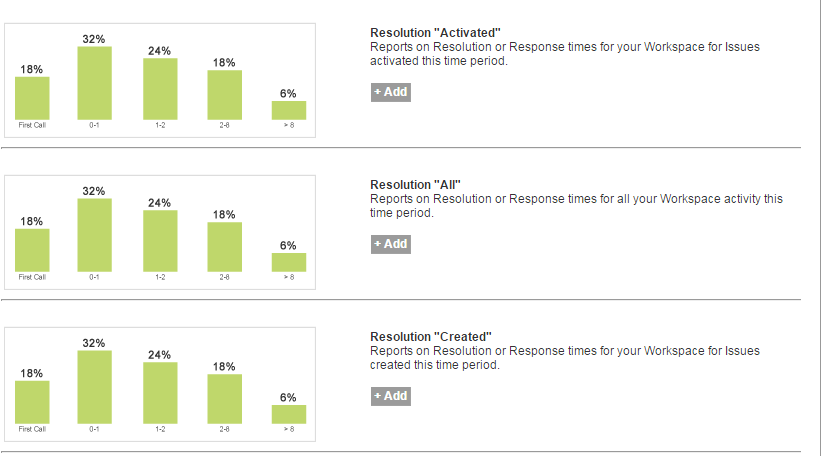 32%
24%
18%
18%
6%
First Call 0-1 1-2 2-8 > 8
Resolution "Activated"
Reports on Resolution or Response times for your Workspace for Issues
activated this time period.
+ Add
32%
24%
18%
18%
6%
First Call 0-1 1-2 2-8 > 8
Resolution "All"
Reports on Resolution or Response times for all your Workspace activity this
time period.
+ Add
32%
24%
18%
18%
6%
First Call 0-1 1-2 2-8 > 8
Resolution "Created"
Reports on Resolution or Response times for your Workspace for Issues
created this time period.
+ Add